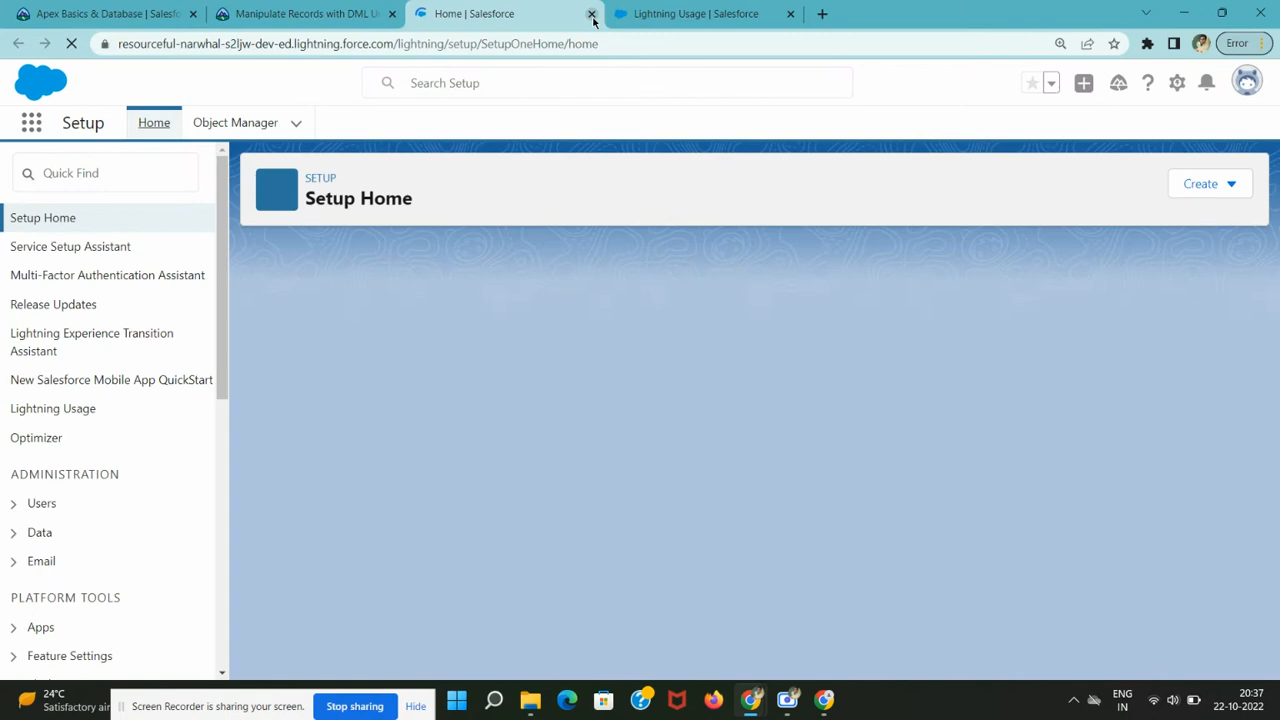 Apex Basics & Database | Salesfo
Manipulate Records with DML U
Home | Salesforce
Lightning Usage | Salesforce
resourceful-narwhal-s2ljw-dev-ed.lightning.force.com/lightning/setup/SetupOneHome/home
Error
Search Setup
Setup
Home
Object Manager
Quick Find
SETUP
Setup Home
Create
Setup Home
Service Setup Assistant
Multi-Factor Authentication Assistant
Release Updates
Lightning Experience Transition
Assistant
New Salesforce Mobile App QuickStart
Lightning Usage
Optimizer
ADMINISTRATION
Users
Data
Email
PLATFORM TOOLS
Apps
Feature Settings
24°C
Satisfactory air
Screen Recorder is sharing your screen.
Stop sharing
Hide
ENG
IN
20:37
22-10-2022